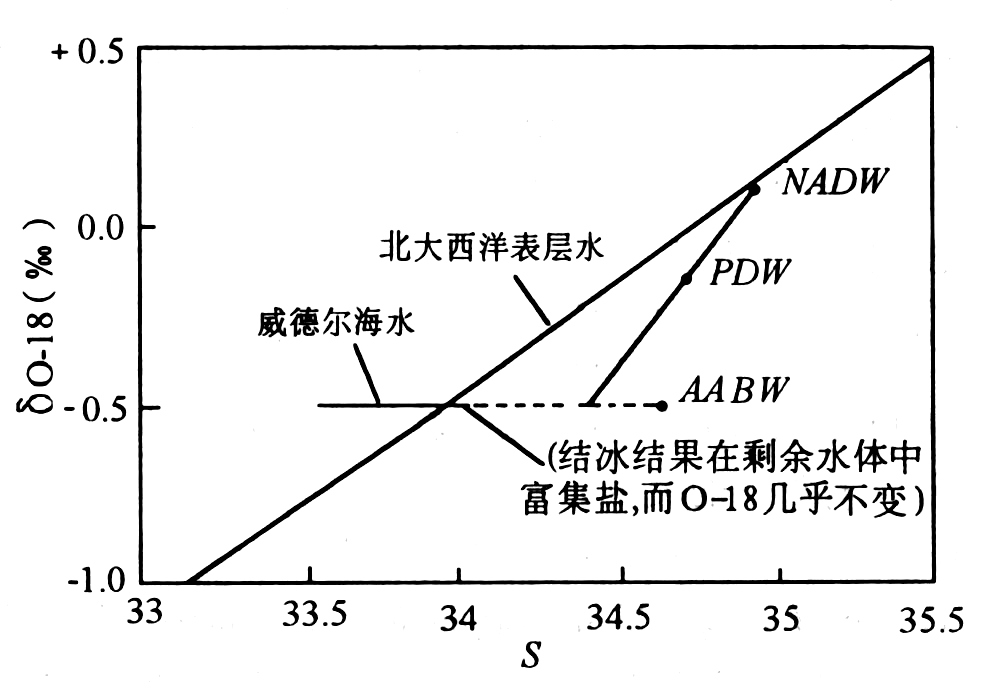 +0.5
0.0
-0.5
-1.0
δO-18(‰)
NADW
北大西洋表层水
PDW
威德尔海水
AABW
(结冰结果在剩余水体中
富集盐,而O-18几乎不变)
33
33.5
34
34.5
35
35.5
S